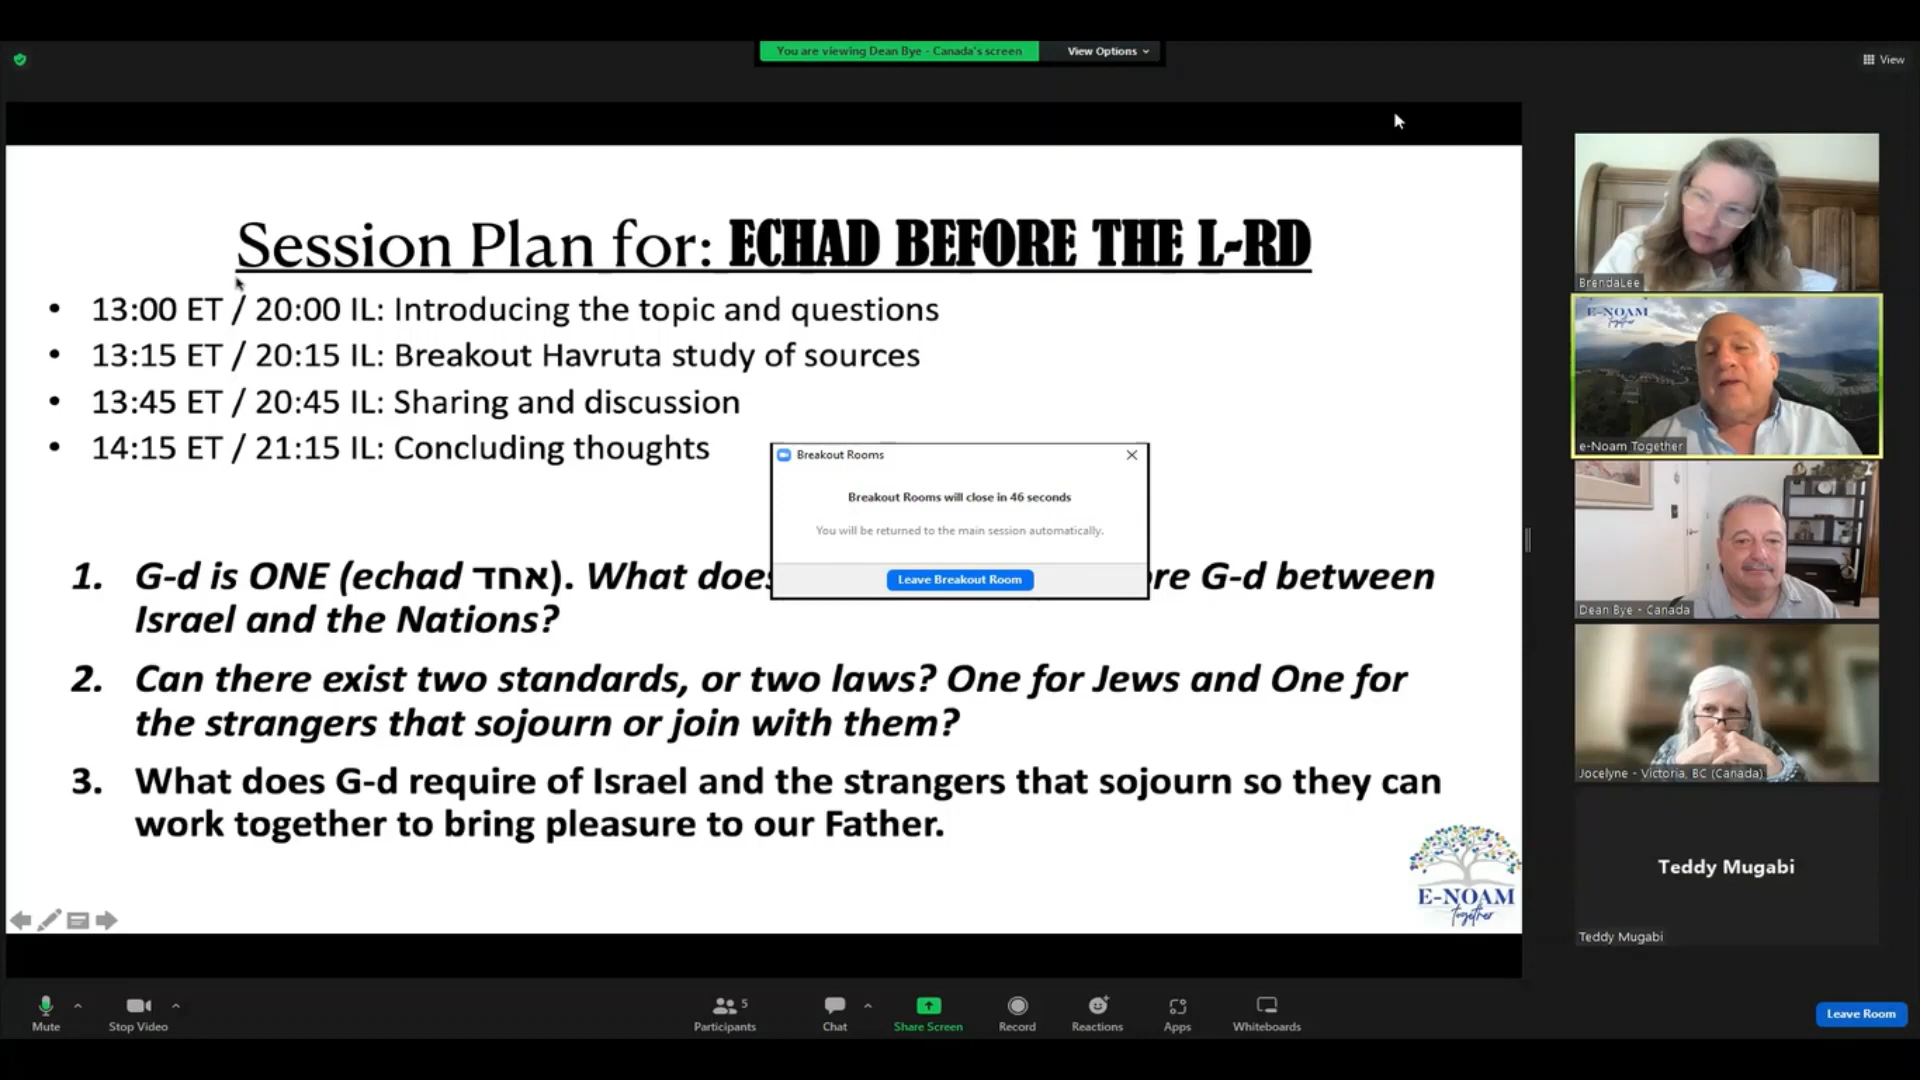 You are viewing Dean Bye - Canada's screen
View Options
View
Session Plan for: ECHAD BEFORE THE L-RD
• 13:00 ET / 20:00 IL: Introducing the topic and questions
• 13:15 ET / 20:15 IL: Breakout Havruta study of sources
• 13:45 ET / 20:45 IL: Sharing and discussion
• 14:15 ET / 21:15 IL: Concluding thoughts
Breakout Rooms
Breakout Rooms will close in 46 seconds
You will be returned to the main session automatically.
Leave Breakout Room
1. G-d is ONE (echad אחד). What does re G-d between
Israel and the Nations?
2. Can there exist two standards, or two laws? One for Jews and One for
the strangers that sojourn or join with them?
3. What does G-d require of Israel and the strangers that sojourn so they can
work together to bring pleasure to our Father.
E-NOAM
together
BrendaLee
E-NOAM
together
e-Noam Together
Dean Bye - Canada
Jocelyne - Victoria, BC (Canada)
Teddy Mugabi
Teddy Mugabi
Mute
Stop Video
Participants
5
Chat
Share Screen
Record
Reactions
Apps
Whiteboards
Leave Room